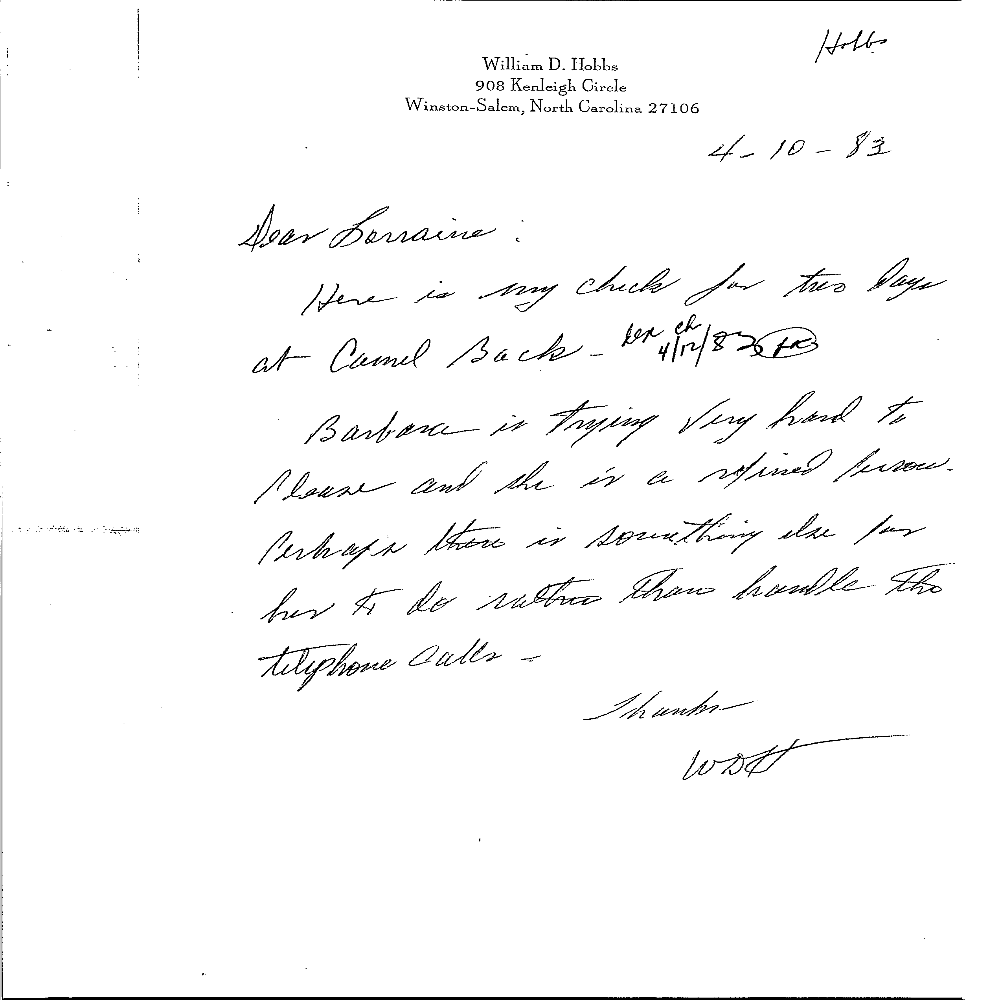 Hobbs
William D. Hobbs
908 Kenleigh Circle
Winston-Salem, North Carolina 27106
4-10-83
Dear Lorraine:
Here is my check for two days
at Camel Back - ck
4/12/83
Barbara is trying very hard to
please and she is a refined person.
Perhaps there is something else for
her to do rather than handle the
telephone calls -
Thanks
WDH